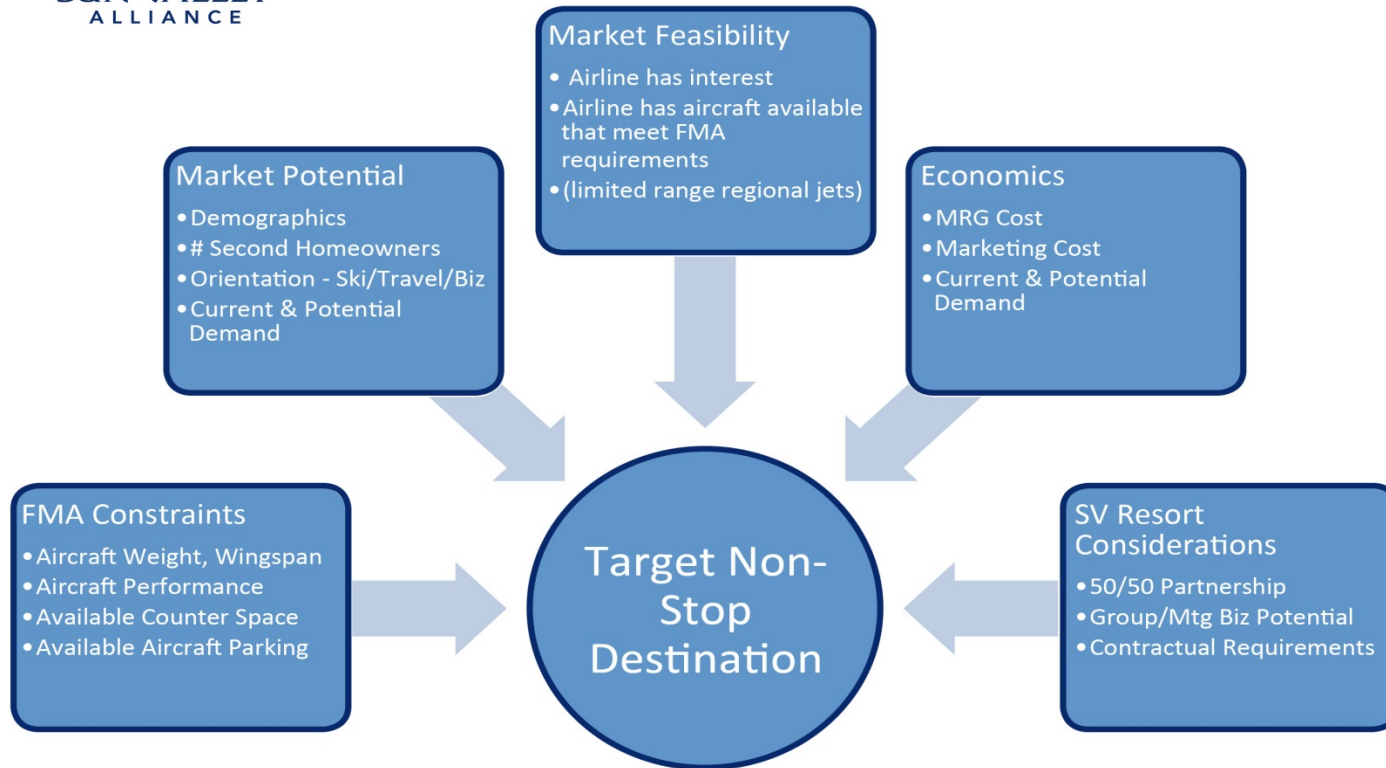 SUN VALLEY
ALLIANCE
Market Feasibility
• Airline has interest
• Airline has aircraft available
that meet FMA
requirements
• (limited range regional jets)
Market Potential
• Demographics
• # Second Homeowners
• Orientation - Ski/Travel/Biz
• Current & Potential
Demand
Economics
• MRG Cost
• Marketing Cost
• Current & Potential
Demand
FMA Constraints
• Aircraft Weight, Wingspan
• Aircraft Performance
• Available Counter Space
• Available Aircraft Parking
Target Non-
Stop
Destination
SV Resort
Considerations
• 50/50 Partnership
• Group/Mtg Biz Potential
• Contractual Requirements